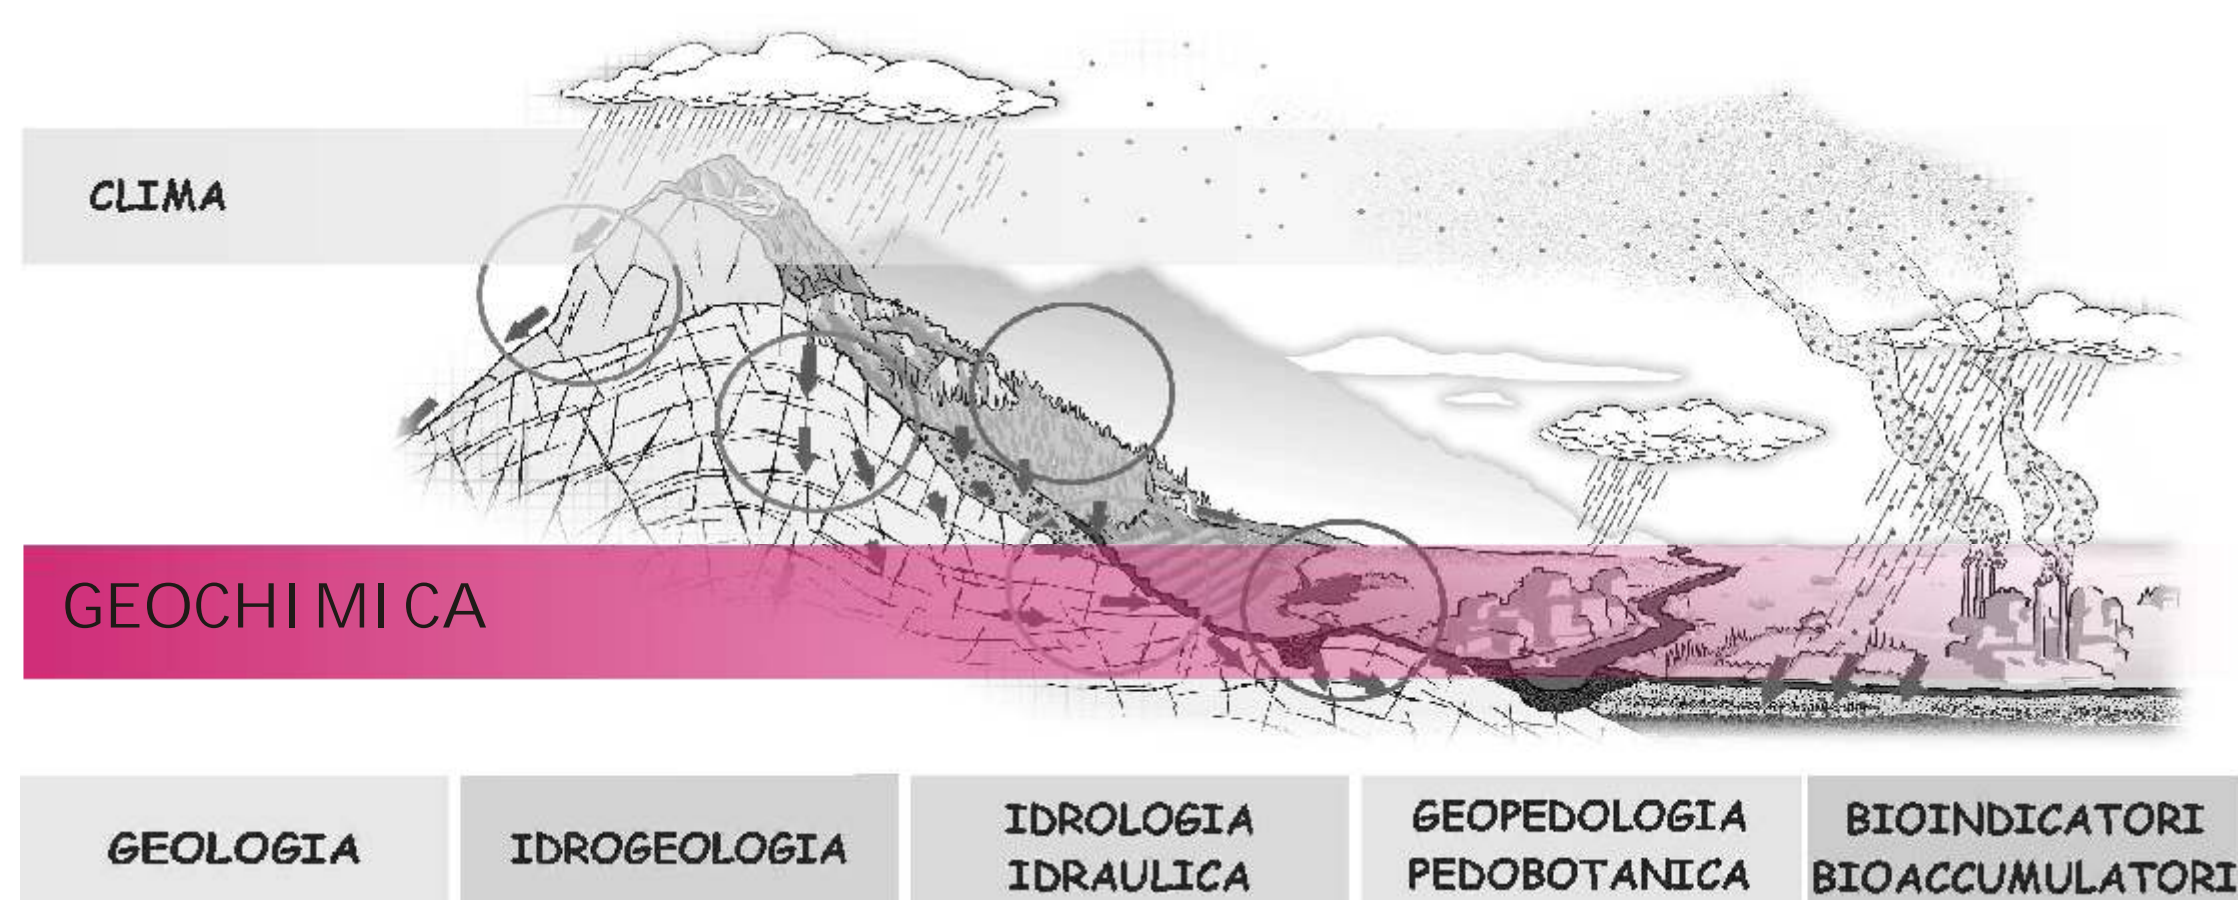 CLIMA
GEOCHIMICA
GEOLOGIA
IDROGEOLOGIA
IDROLOGIA
IDRAULICA
GEOPEDOLOGIA
PEDOBOTANICA
BIOINDICATORI
BIOACCUMULATORI